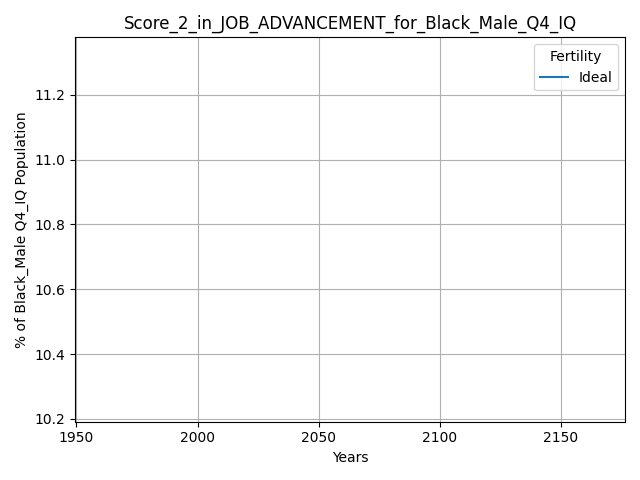 Score_2_in_JOB_ADVANCEMENT_for_Black_Male_Q4_IQ
Fertility
Ideal
% of Black_Male Q4_IQ Population
11.2
11.0
10.8
10.6
10.4
10.2
1950 2000 2050 2100 2150
Years